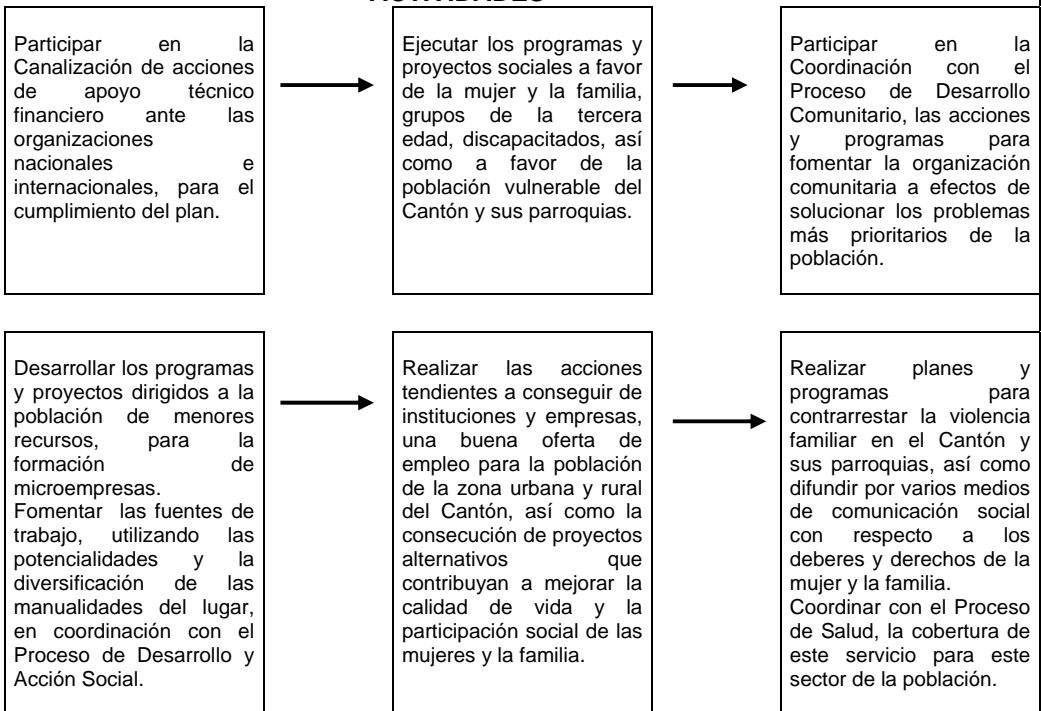 ACTIVIDADES
Participar en la
Canalización de acciones
de apoyo técnico
financiero ante las
organizaciones
nacionales e
internacionales, para el
cumplimiento del plan.
Ejecutar los programas y
proyectos sociales a favor
de la mujer y la familia,
grupos de la tercera
edad, discapacitados, así
como a favor de la
población vulnerable del
Cantón y sus parroquias.
Participar en la
Coordinación con el
Proceso de Desarrollo
Comunitario, las acciones
y programas para
fomentar la organización
comunitaria a efectos de
solucionar los problemas
más prioritarios de la
población.
Desarrollar los programas
y proyectos dirigidos a la
población de menores
recursos, para la
formación de
microempresas.
Fomentar las fuentes de
trabajo, utilizando las
potencialidades y la
diversificación de las
manualidades del lugar,
en coordinación con el
Proceso de Desarrollo y
Acción Social.
Realizar las acciones
tendientes a conseguir de
instituciones y empresas,
una buena oferta de
empleo para la población
de la zona urbana y rural
del Cantón, así como la
consecución de proyectos
alternativos que
contribuyan a mejorar la
calidad de vida y la
participación social de las
mujeres y la familia.
Realizar planes y
programas para
contrarrestar la violencia
familiar en el Cantón y
sus parroquias, así como
difundir por varios medios
de comunicación social
con respecto a los
deberes y derechos de la
mujer y la familia.
Coordinar con el Proceso
de Salud, la cobertura de
este servicio para este
sector de la población.